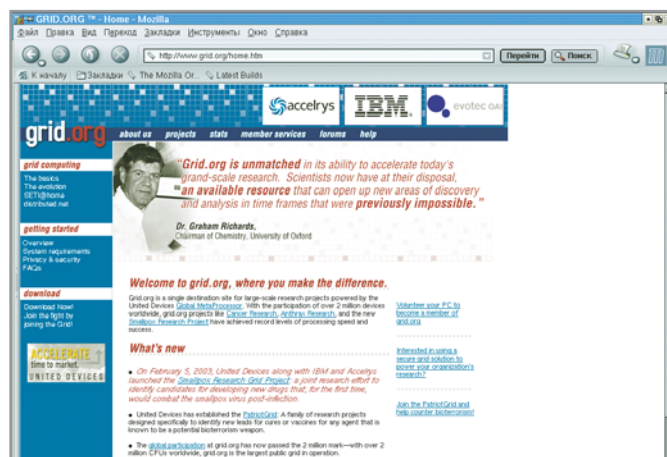 GRID.ORG ™ - Home - Mozilla
Файл Правка Вид Переход Закладки Инструменты Окно Справка
http://www.grid.org/home.htm Перейти Поиск
К началу Закладки The Mozilla Or... Latest Builds
accelrys IBM evotec OAI
grid.org
about us projects stats member services forums help
grid computing
The basics
The evolution
SETI@home
distributed.net
getting started
Overview
System requirements
Privacy & security
FAQs
download
Download Now!
Join the fight by
joining the Grid!
ACCELERATE
time to market.
UNITED DEVICES
"Grid.org is unmatched in its ability to accelerate today's
grand-scale research. Scientists now have at their disposal,
an available resource that can open up new areas of discovery
and analysis in time frames that were previously impossible."
Dr. Graham Richards,
Chairman of Chemistry, University of Oxford
Welcome to grid.org, where you make the difference.
Grid.org is a single destination site for large-scale research projects powered by the
United Devices Global MetaProcessor. With the participation of over 2 million devices
worldwide, grid.org projects like Cancer Research, Anthrax Research, and the new
Smallpox Research Project have achieved record levels of processing speed and
success.
What's new
• On February 5, 2003, United Devices along with IBM and Accelrys
launched the Smallpox Research Grid Project: a joint research effort to
identify candidates for developing new drugs that, for the first time,
would combat the smallpox virus post-infection.
• United Devices has established the PatriotGrid: A family of research projects
designed specifically to identify new leads for cures or vaccines for any agent that is
known to be a potential bioterrorism weapon.
• The global participation at grid.org has now passed the 2 million mark—with over 2
million CPUs worldwide, grid.org is the largest public grid in operation.
Volunteer your PC to
become a member of
grid.org
Interested in using a
secure grid solution to
power your organization's
research?
Join the PatriotGrid and
help counter bioterrorism!